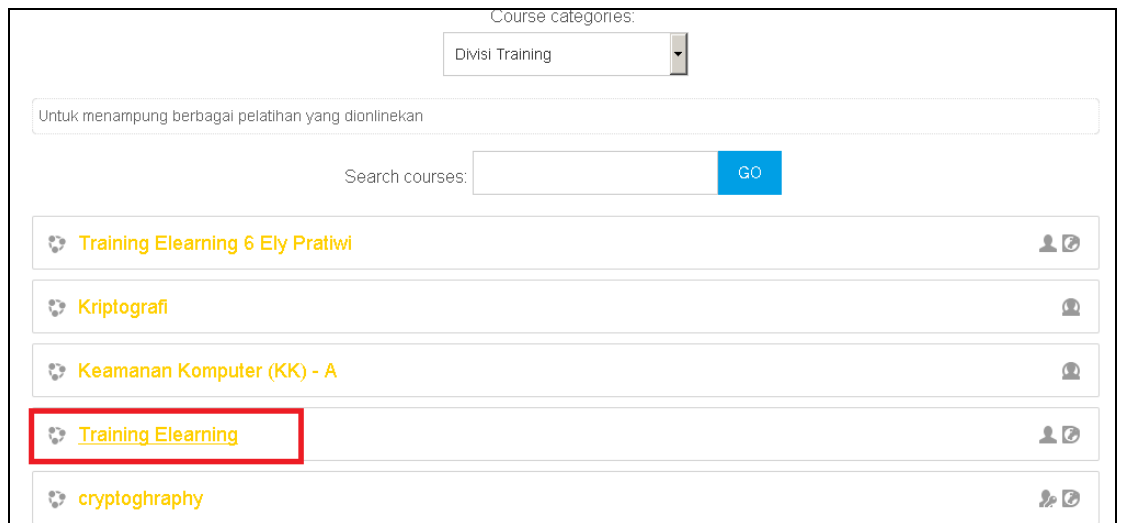 Course categories:
Divisi Training
Untuk menampung berbagai pelatihan yang dionlinekan
Search courses:
GO
Training Elearning 6 Ely Pratiwi
Kriptografi
Keamanan Komputer (KK) - A
Training Elearning
cryptoghraphy